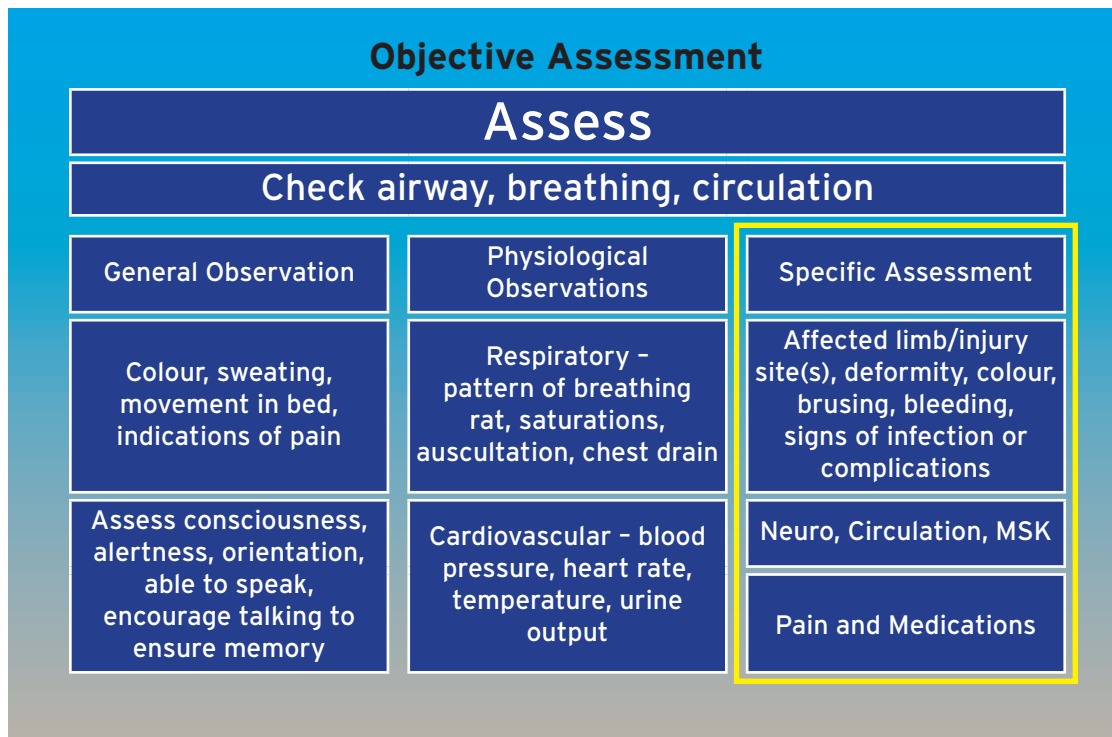 Objective Assessment
Assess
Check airway, breathing, circulation
General Observation
Colour, sweating,
movement in bed,
indications of pain
Assess consciousness,
alertness, orientation,
able to speak,
encourage talking to
ensure memory
Physiological
Observations
Respiratory –
pattern of breathing
rat, saturations,
auscultation, chest drain
Cardiovascular – blood
pressure, heart rate,
temperature, urine
output
Specific Assessment
Affected limb/injury
site(s), deformity, colour,
brusing, bleeding,
signs of infection or
complications
Neuro, Circulation, MSK
Pain and Medications